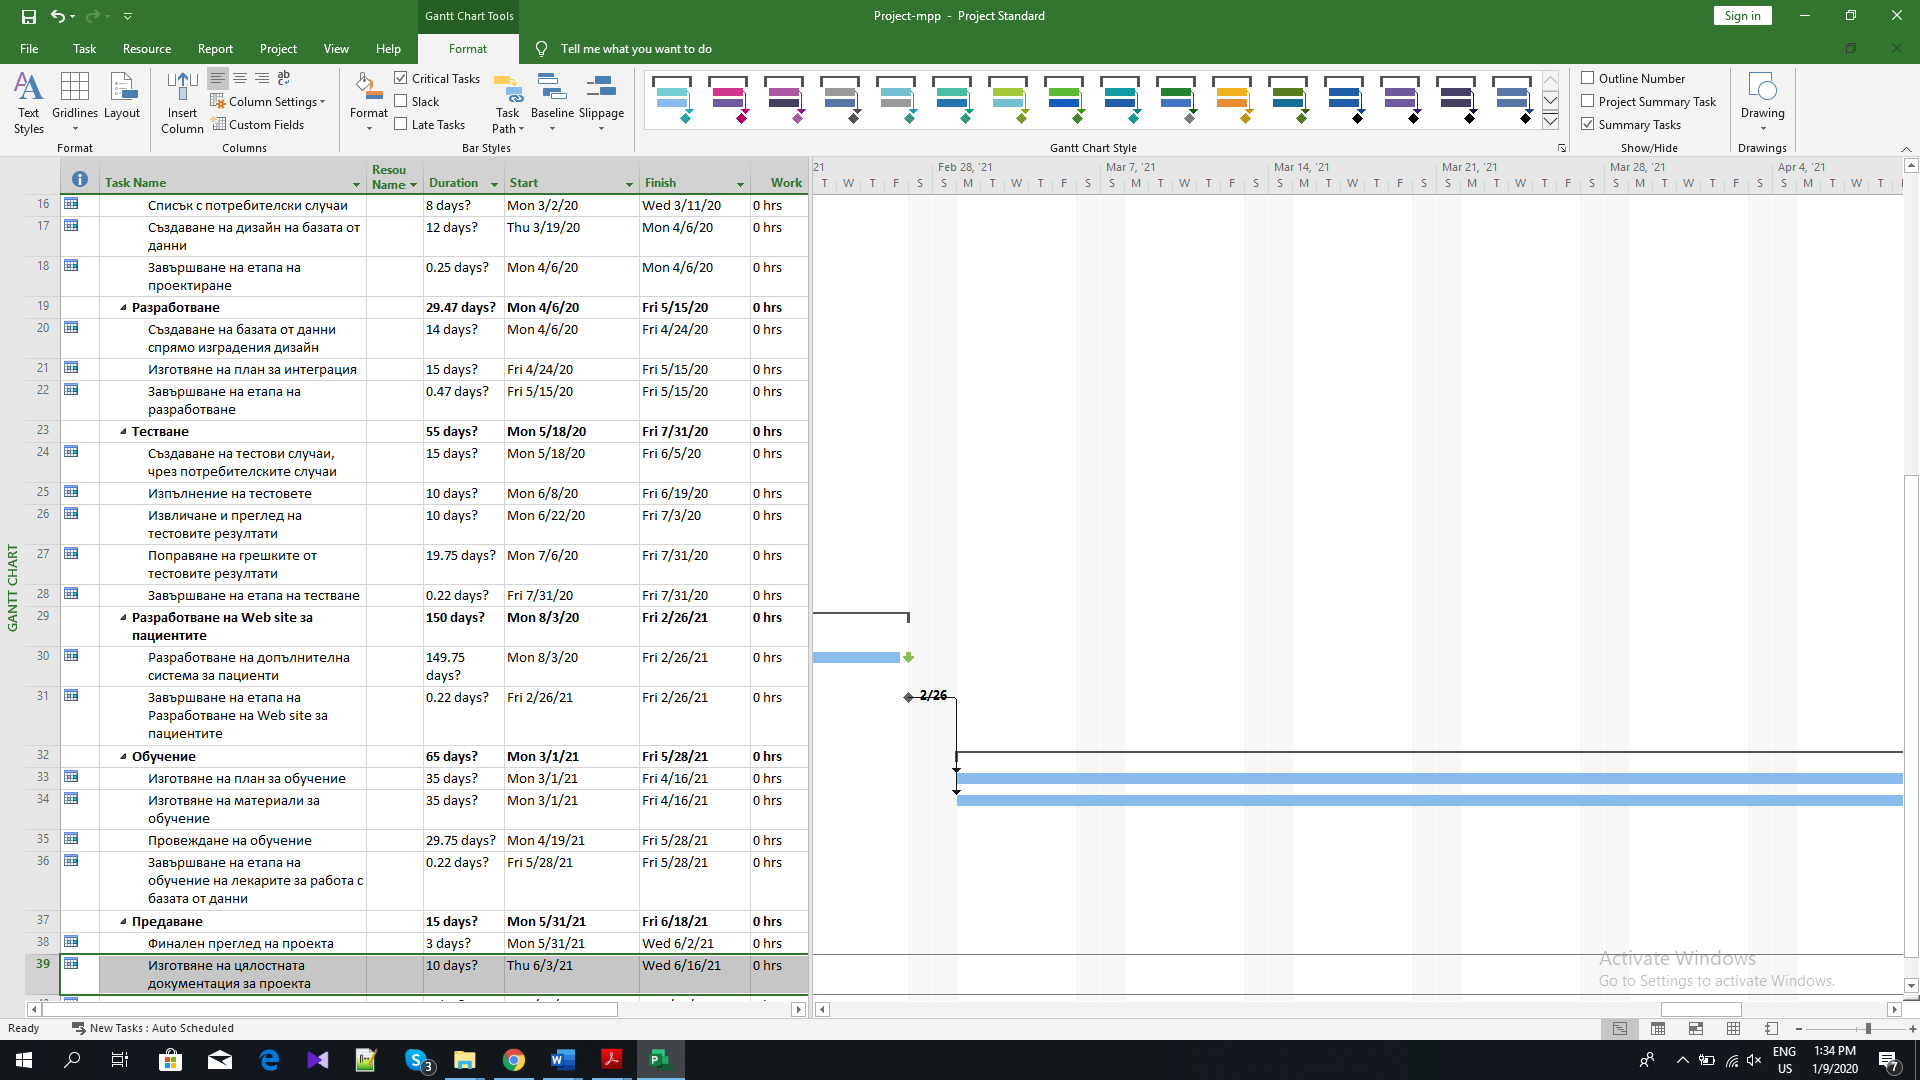 Gantt Chart Tools
Project-mpp - Project Standard
Sign in
File Task Resource Report Project View Help Format Tell me what you want to do
Text Styles
Gridlines
Layout
Format
Insert Column
Column Settings
Custom Fields
Columns
Format
Critical Tasks
Slack
Late Tasks
Task Path
Baseline
Slippage
Bar Styles
Gantt Chart Style
Outline Number
Project Summary Task
Summary Tasks
Show/Hide
Drawing
Drawings
Task Name Resou Name Duration Start Finish Work
21 Feb 28, '21 Mar 7, '21 Mar 14, '21 Mar 21, '21 Mar 28, '21 Apr 4, '21
T W T F S S M T W T F S S M T W T F S S M T W T F S S M T W T F S S M T W T F S S M T W T
16 Списък с потребителски случаи 8 days? Mon 3/2/20 Wed 3/11/20 0 hrs
17 Създаване на дизайн на базата от 12 days? Thu 3/19/20 Mon 4/6/20 0 hrs
данни
18 Завършване на етапа на 0.25 days? Mon 4/6/20 Mon 4/6/20 0 hrs
проектиране
19 Разработване 29.47 days? Mon 4/6/20 Fri 5/15/20 0 hrs
20 Създаване на базата от данни 14 days? Mon 4/6/20 Fri 4/24/20 0 hrs
спрямо изградения дизайн
21 Изготвяне на план за интеграция 15 days? Fri 4/24/20 Fri 5/15/20 0 hrs
22 Завършване на етапа на 0.47 days? Fri 5/15/20 Fri 5/15/20 0 hrs
разработване
23 Тестване 55 days? Mon 5/18/20 Fri 7/31/20 0 hrs
24 Създаване на тестови случаи, 15 days? Mon 5/18/20 Fri 6/5/20 0 hrs
чрез потребителските случаи
25 Изпълнение на тестовете 10 days? Mon 6/8/20 Fri 6/19/20 0 hrs
26 Извличане и преглед на 10 days? Mon 6/22/20 Fri 7/3/20 0 hrs
тестовите резултати
27 Поправяне на грешките от 19.75 days? Mon 7/6/20 Fri 7/31/20 0 hrs
тестовите резултати
28 Завършване на етапа на тестване 0.22 days? Fri 7/31/20 Fri 7/31/20 0 hrs
29 Разработване на Web site за 150 days? Mon 8/3/20 Fri 2/26/21 0 hrs
пациентите
30 Разработване на допълнителна 149.75 Mon 8/3/20 Fri 2/26/21 0 hrs
система за пациенти days?
31 Завършване на етапа на 0.22 days? Fri 2/26/21 Fri 2/26/21 0 hrs 2/26
Разработване на Web site за
пациентите
32 Обучение 65 days? Mon 3/1/21 Fri 5/28/21 0 hrs
33 Изготвяне на план за обучение 35 days? Mon 3/1/21 Fri 4/16/21 0 hrs
34 Изготвяне на материали за 35 days? Mon 3/1/21 Fri 4/16/21 0 hrs
обучение
35 Провеждане на обучение 29.75 days? Mon 4/19/21 Fri 5/28/21 0 hrs
36 Завършване на етапа на 0.22 days? Fri 5/28/21 Fri 5/28/21 0 hrs
обучение на лекарите за работа с
базата от данни
37 Предаване 15 days? Mon 5/31/21 Fri 6/18/21 0 hrs
38 Финален преглед на проекта 3 days? Mon 5/31/21 Wed 6/2/21 0 hrs
39 Изготвяне на цялостната 10 days? Thu 6/3/21 Wed 6/16/21 0 hrs
документация за проекта
GANTT CHART
Activate Windows
Go to Settings to activate Windows.
Ready New Tasks : Auto Scheduled
3
ENG
US
1:34 PM
1/9/2020
7